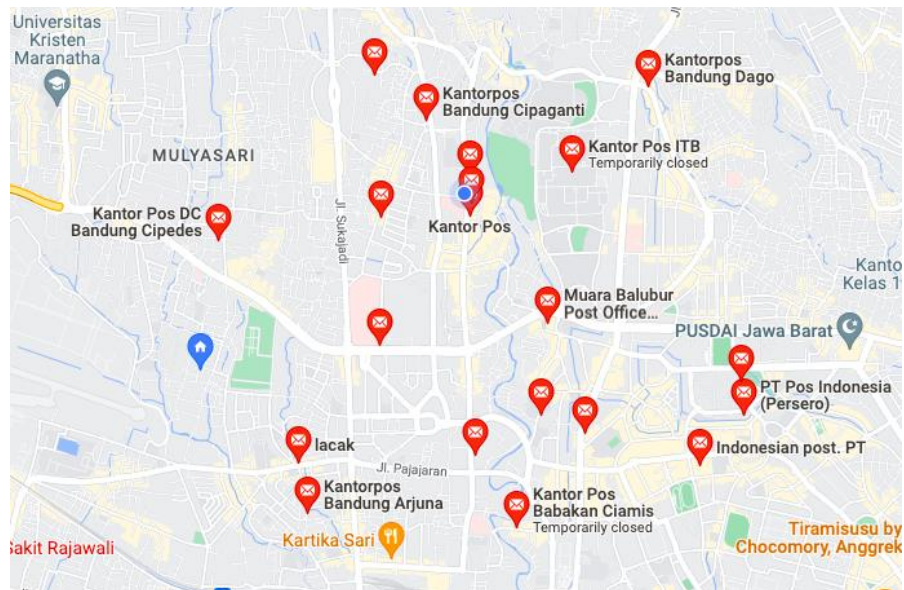 Universitas
Kristen
Maranatha
Kantorpos
Bandung Dago
Kantorpos
Bandung Cipaganti
MULYASARI
Kantor Pos ITB
Temporarily closed
Kantor Pos DC
Bandung Cipedes
Jl. Sukajadi
Kantor Pos
Kanto
Kelas 1
Muara Balubur
Post Office...
PUSDAI Jawa Barat
PT Pos Indonesia
(Persero)
lacak
Indonesian post. PT
Jl. Pajajaran
Kantorpos
Bandung Arjuna
Kantor Pos
Babakan Ciamis
Temporarily closed
Kartika Sari
Sakit Rajawali
Tiramisusu by
Chocomory, Anggrek